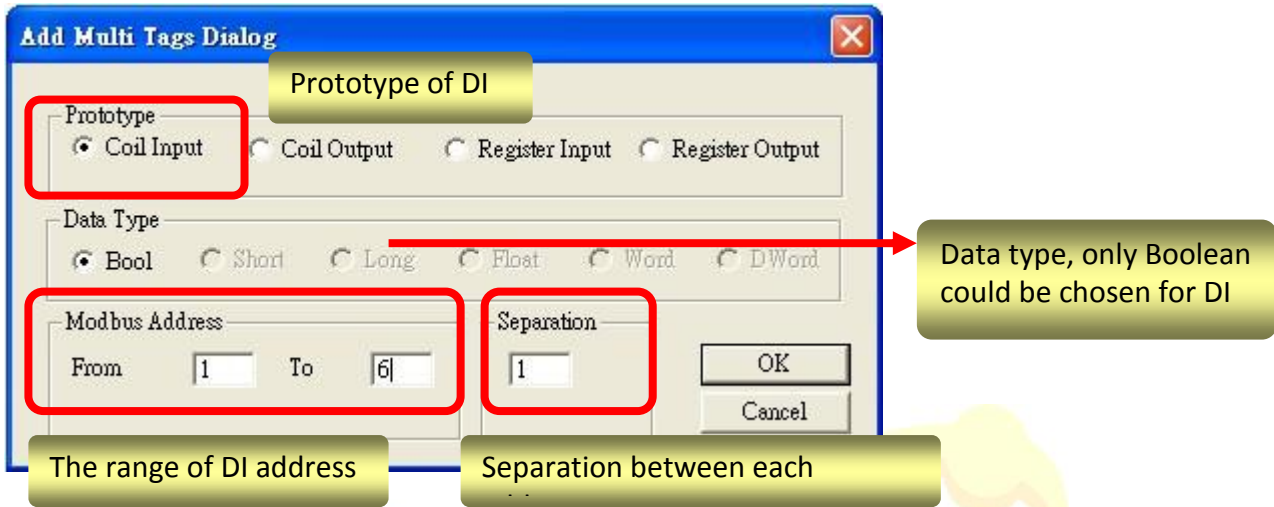 Add Multi Tags Dialog
Prototype of DI
Prototype
Coil Input Coil Output Register Input Register Output
Data Type
Bool Short Long Float Word DWord
Data type, only Boolean
could be chosen for DI
Modbus Address Separation
From 1 To 6 1 OK
Cancel
The range of DI address Separation between each